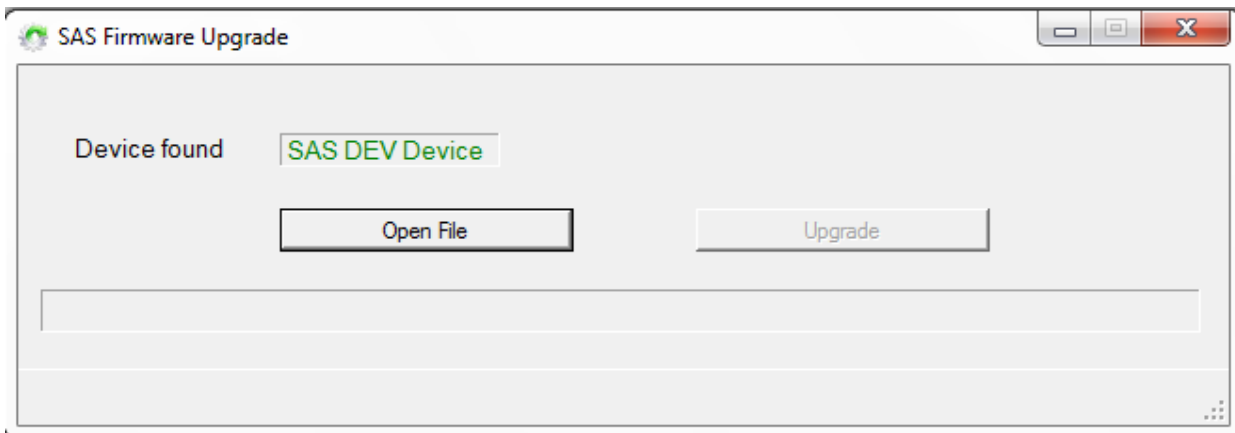 SAS Firmware Upgrade
Device found SAS DEV Device
Open File Upgrade